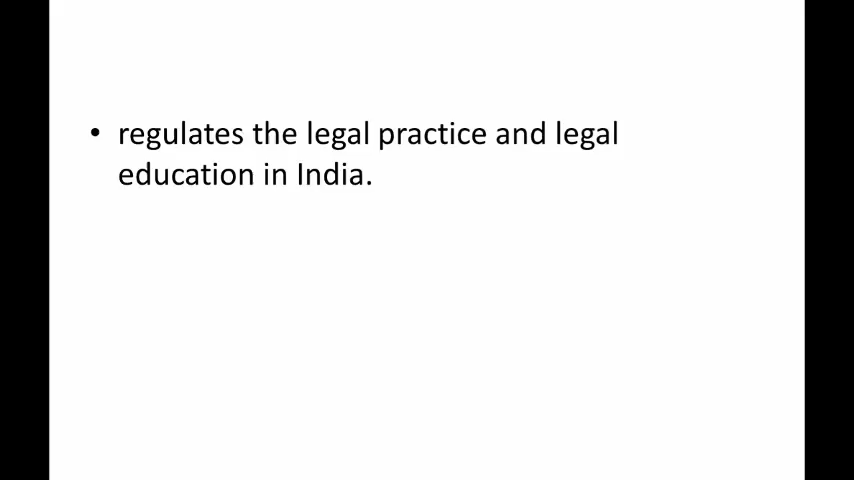 • regulates the legal practice and legal
education in India.